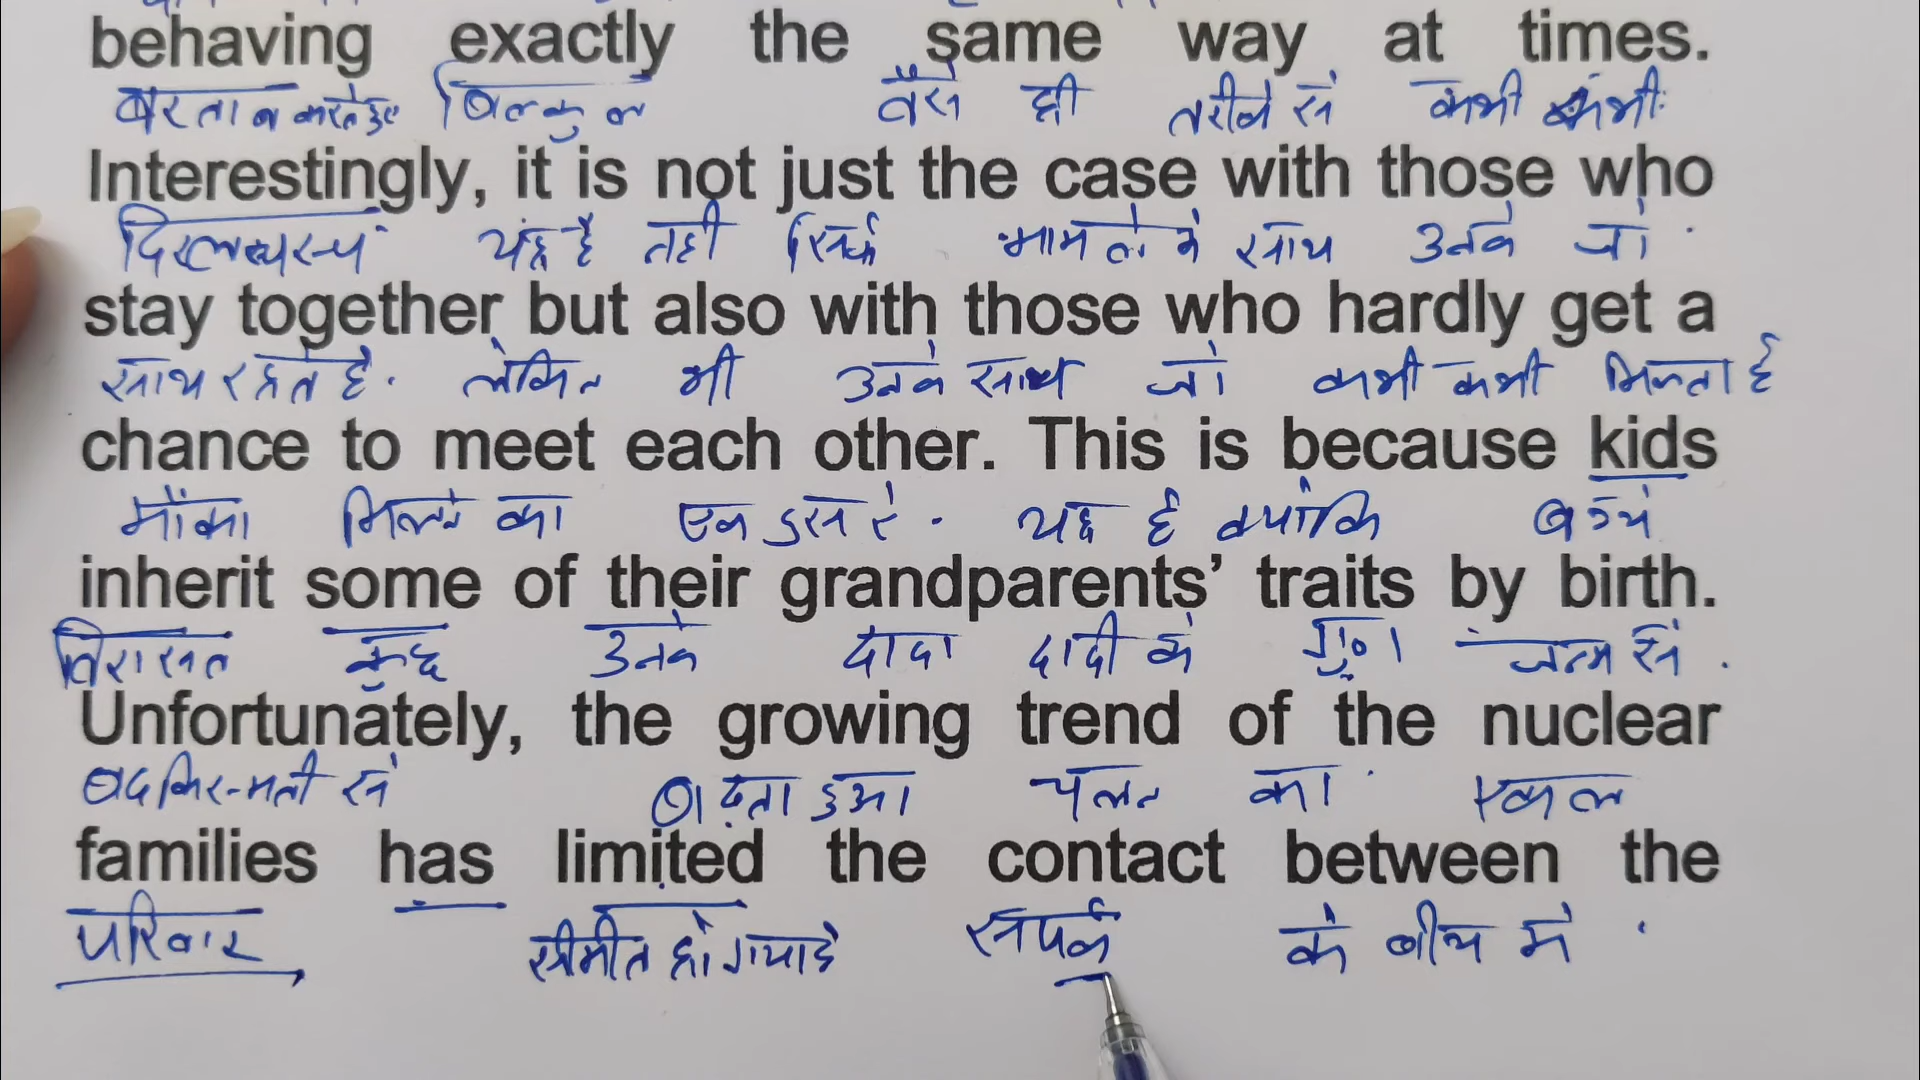 behaving exactly the same way at times.
बरताव करते हुए बिलकुल वैसे ही तरीके से कभी कभी
Interestingly, it is not just the case with those who
दिलचस्प यह है नही सिर्फ मामले के साथ उनके जो
stay together but also with those who hardly get a
साथ रहते है. लेकिन भी उनके साथ जो कभी कभी मिलता है
chance to meet each other. This is because kids
मौका मिलने का एक दुसरे. यह है क्योंकि बच्चे
inherit some of their grandparents’ traits by birth.
विरासत कुछ उनके दादा दादी के गुण जन्म से.
Unfortunately, the growing trend of the nuclear
बदकिस्मती से बढ़ता हुआ चलन का एकल
families has limited the contact between the
परिवार सीमीत हो गया है संपर्क के बीच मे